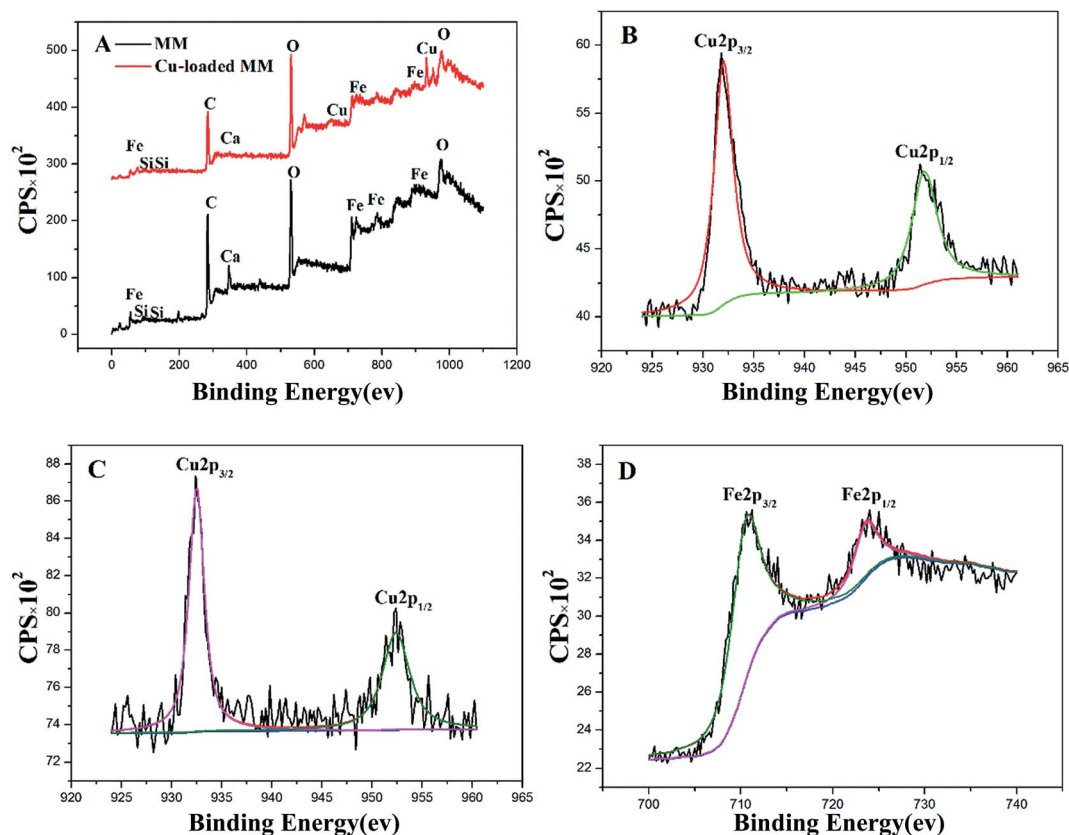 A
MM
Cu-loaded MM
O
Cu
O
Fe
Fe
Cu
C
Ca
Fe
SiSi
O
O
C
Fe
Fe
Fe
Ca
Fe
SiSi
500
400
300
200
100
0
CPS×10²
0 200 400 600 800 1000 1200
Binding Energy(ev)
B
Cu2p3/2
Cu2p1/2
60
55
50
45
40
CPS×10²
920 925 930 935 940 945 950 955 960 965
Binding Energy(ev)
C
Cu2p3/2
Cu2p1/2
88
86
84
82
80
78
76
74
72
CPS×10²
920 925 930 935 940 945 950 955 960 965
Binding Energy(ev)
D
Fe2p3/2
Fe2p1/2
38
36
34
32
30
28
26
24
22
CPS×10²
700 710 720 730 740
Binding Energy(ev)